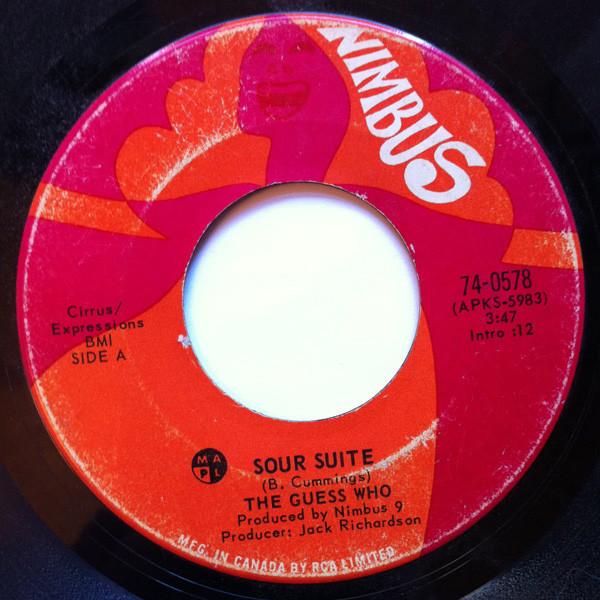 NIMBUS
74-0578
(APKS-5983)
3:47
Intro :12
Cirrus/
Expressions
BMI
SIDE A
M A
P L
SOUR SUITE
(B. Cummings)
THE GUESS WHO
Produced by Nimbus 9
Producer: Jack Richardson
MFG. IN CANADA BY RCA LIMITED